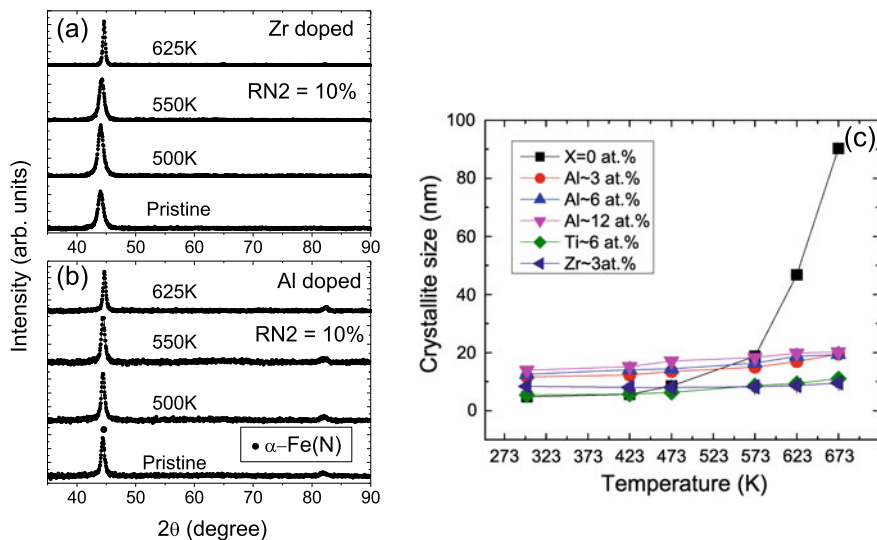 (a)
Zr doped
625K
RN2 = 10%
550K
500K
Pristine
(b)
Al doped
625K
RN2 = 10%
550K
500K
● α−Fe(N)
Pristine
40 50 60 70 80 90
2θ (degree)
Intensity (arb. units)
(c)
X=0 at.%
Al~3 at.%
Al~6 at.%
Al~12 at.%
Ti~6 at.%
Zr~3at.%
100
80
60
40
20
0
Crystallite size (nm)
273 323 373 423 473 523 573 623 673
Temperature (K)
40 50 60 70 80 90